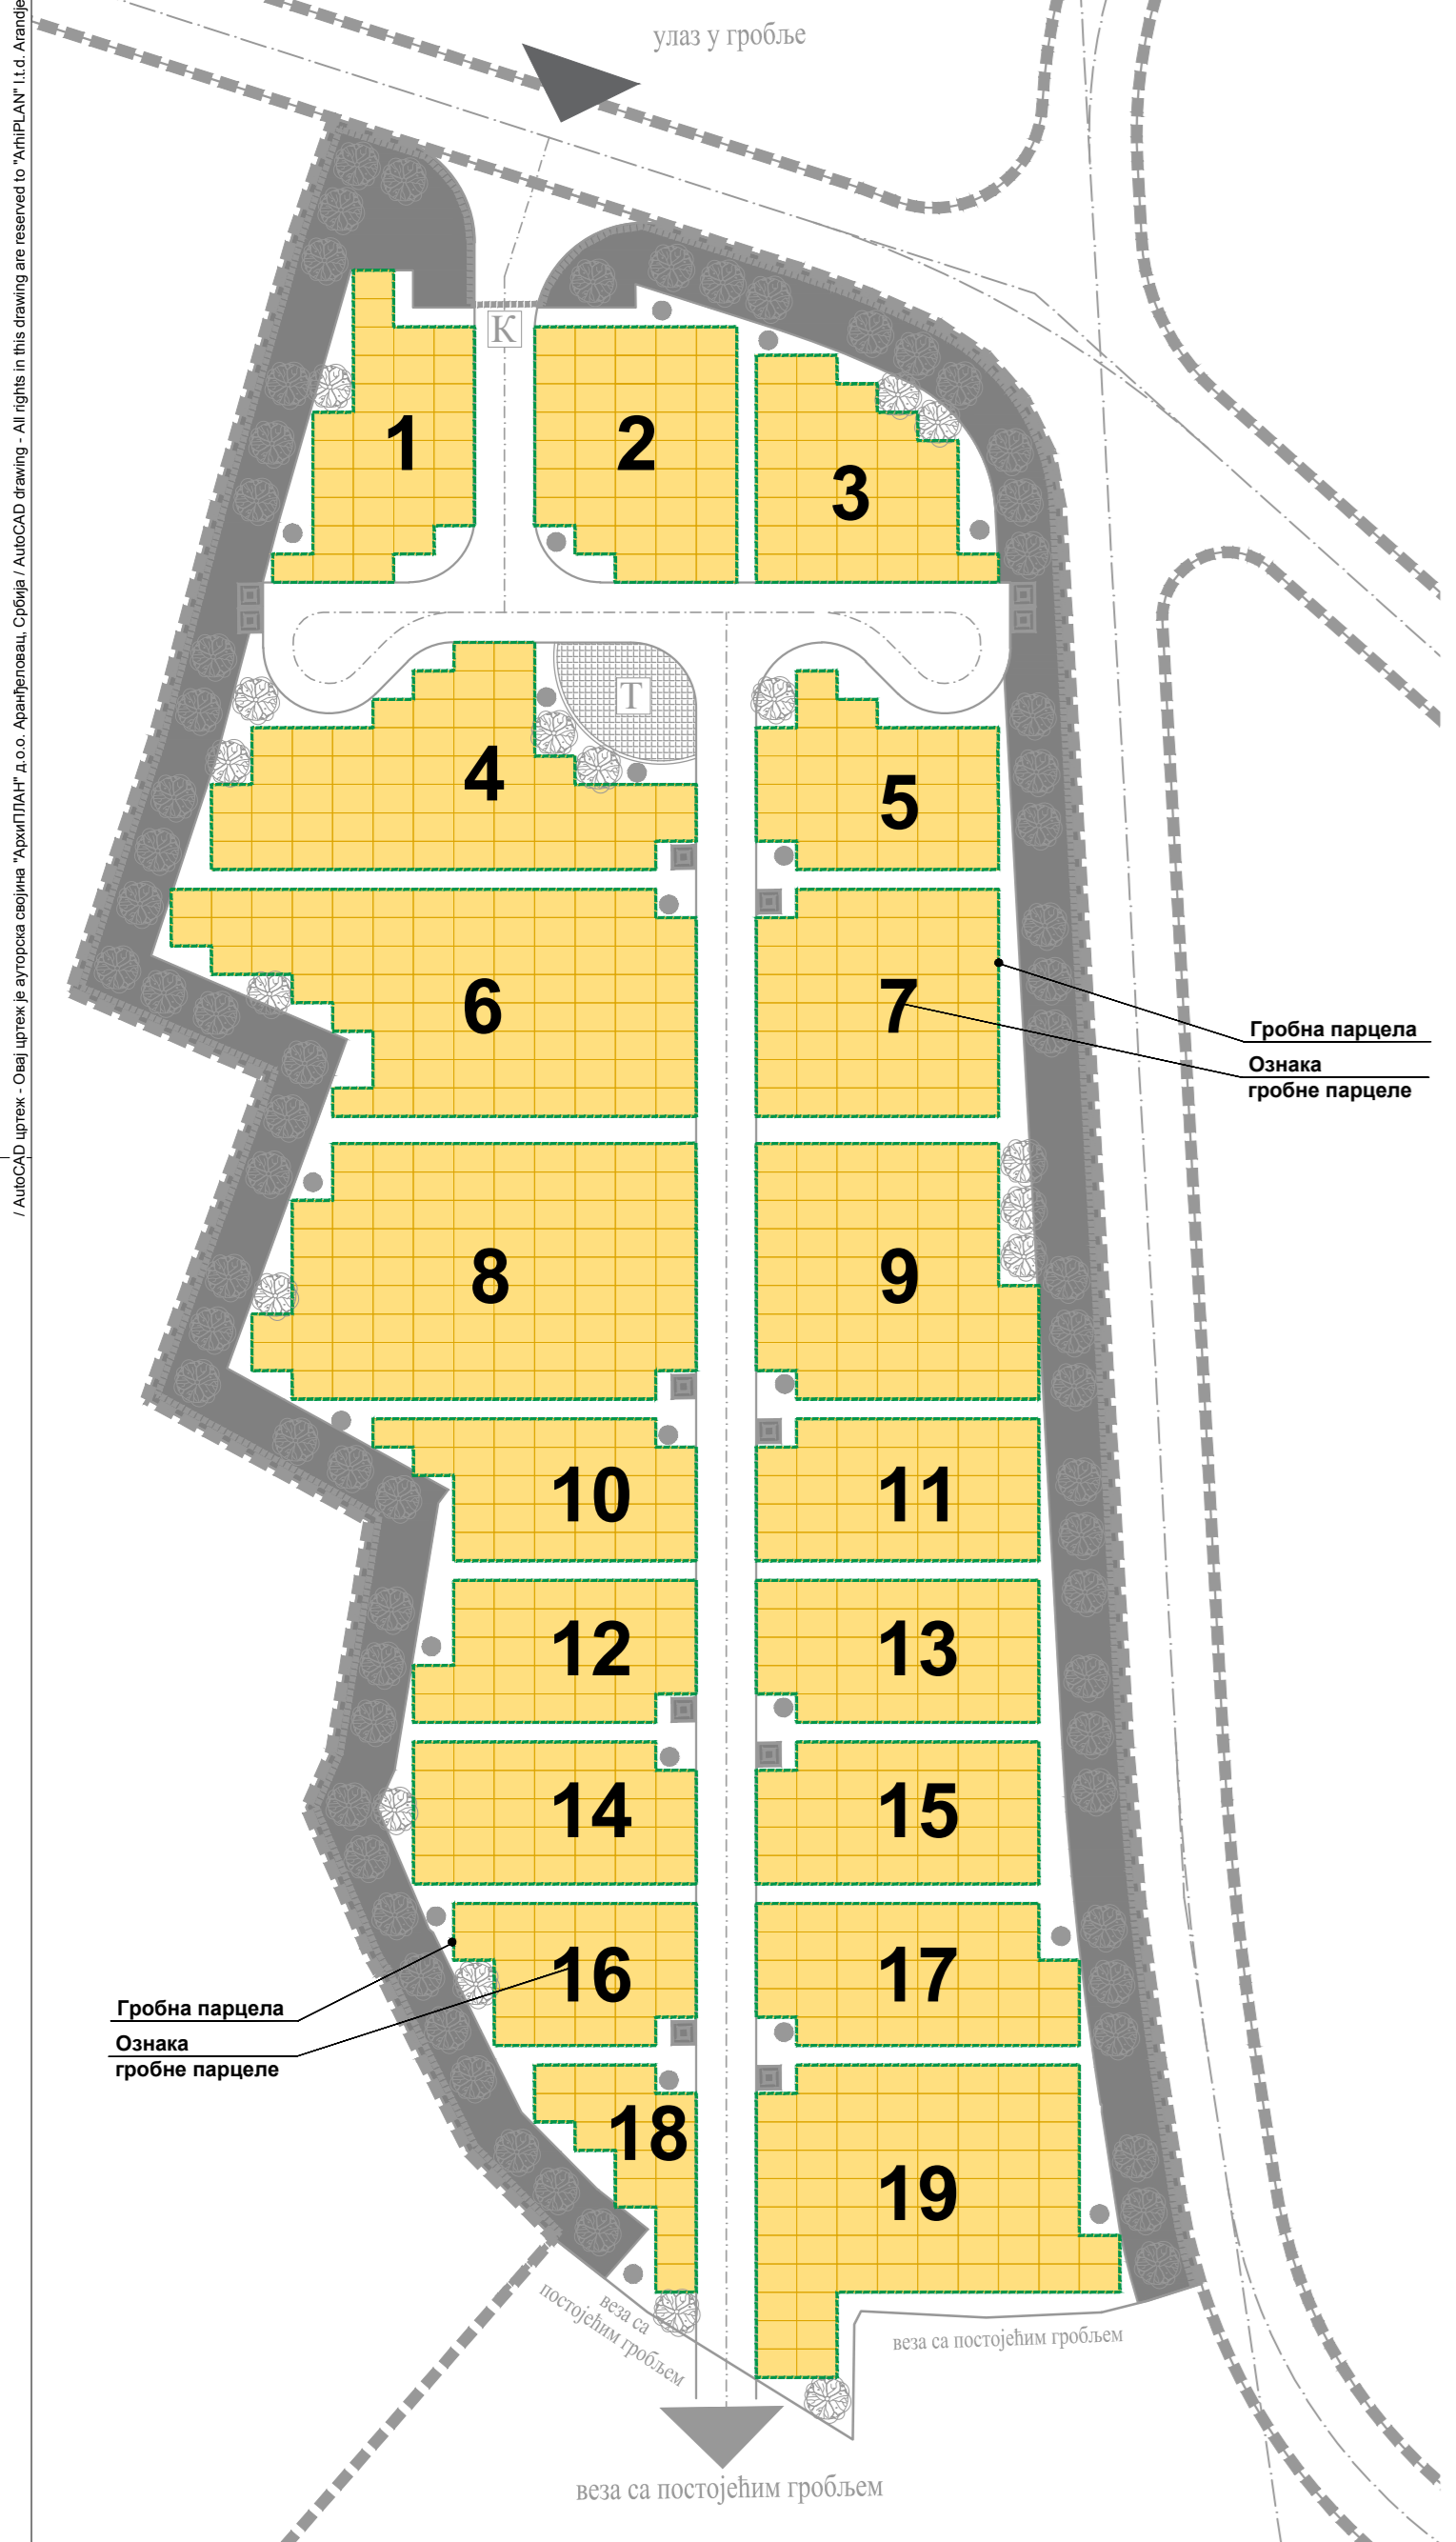 улаз у гробље
/ AutoCAD цртеж - Овај цртеж је ауторска својина "АрхиПЛАН" д.о.о. Аранђеловац, Србија / AutoCAD drawing - All rights in this drawing are reserved to "ArhiPLAN" l.t.d. Arandje
К
1
2
3
Т
4
5
6
7
Гробна парцела
Ознака
гробне парцеле
8
9
10
11
12
13
14
15
16
17
Гробна парцела
Ознака
гробне парцеле
18
19
веза са
постојећим гробљем
веза са постојећим гробљем
веза са постојећим гробљем